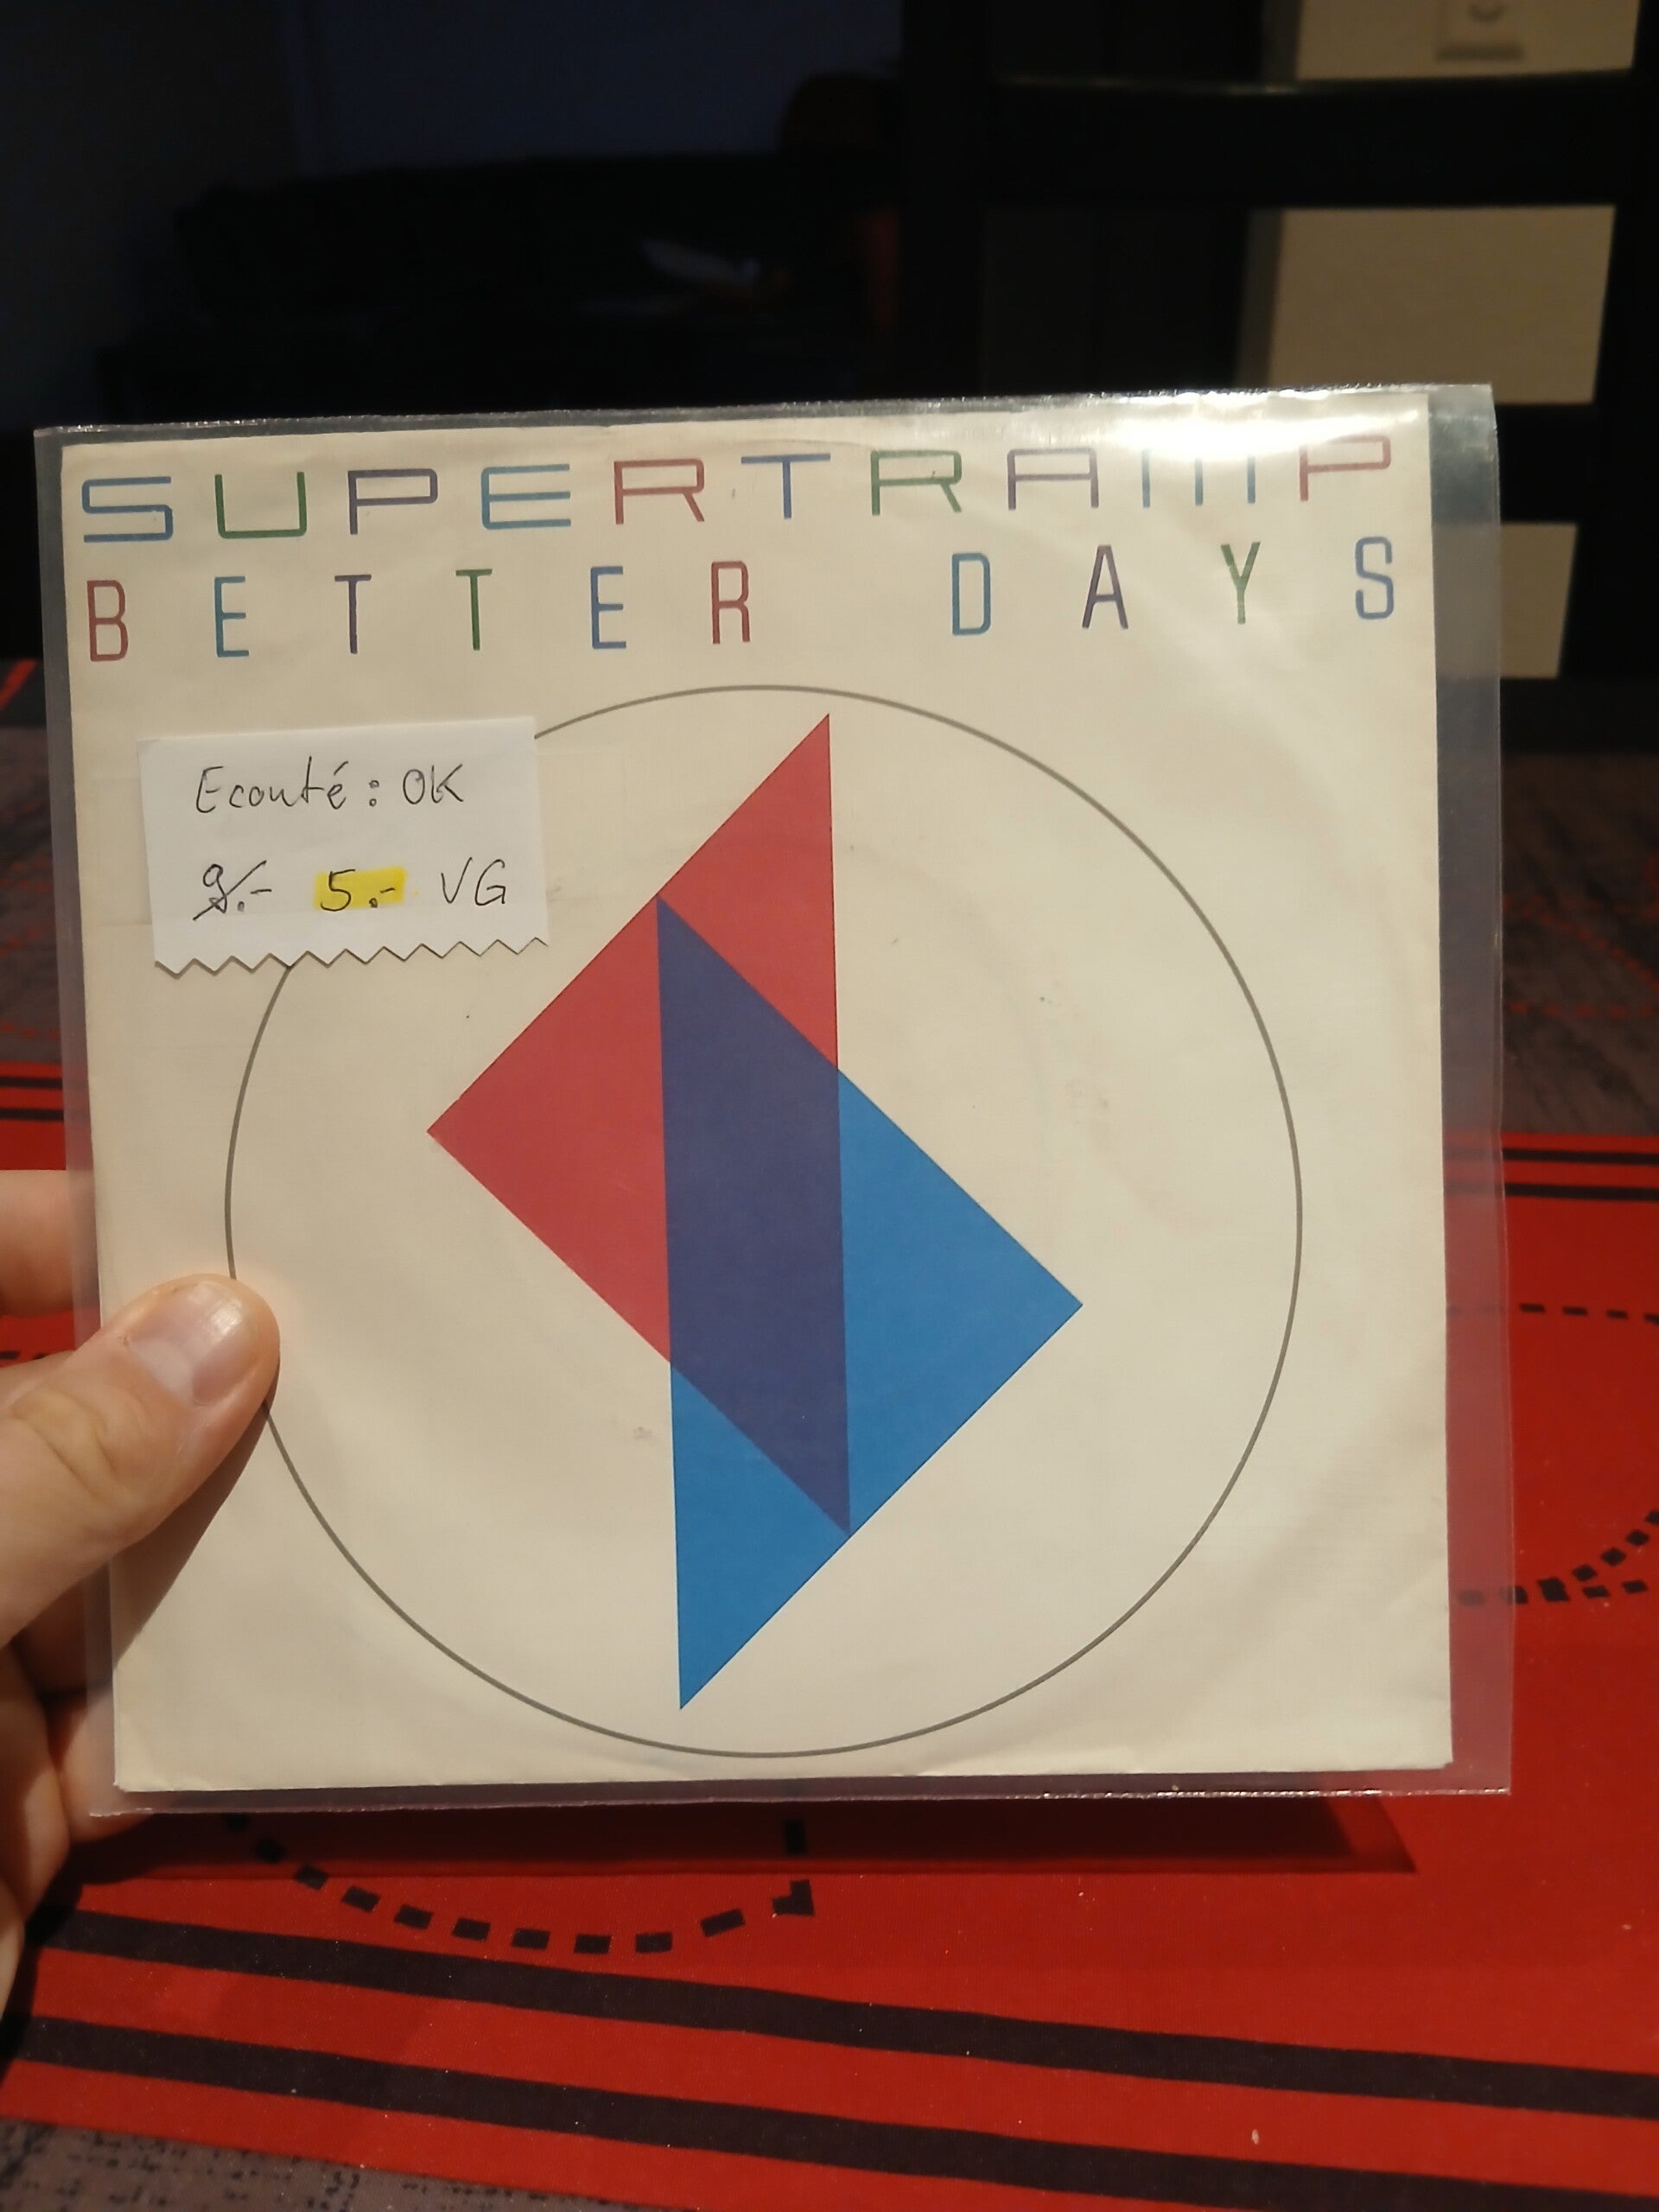 SUPERTRAMP
BETTER DAYS
Ecouté : OK
9.- 5.- VG